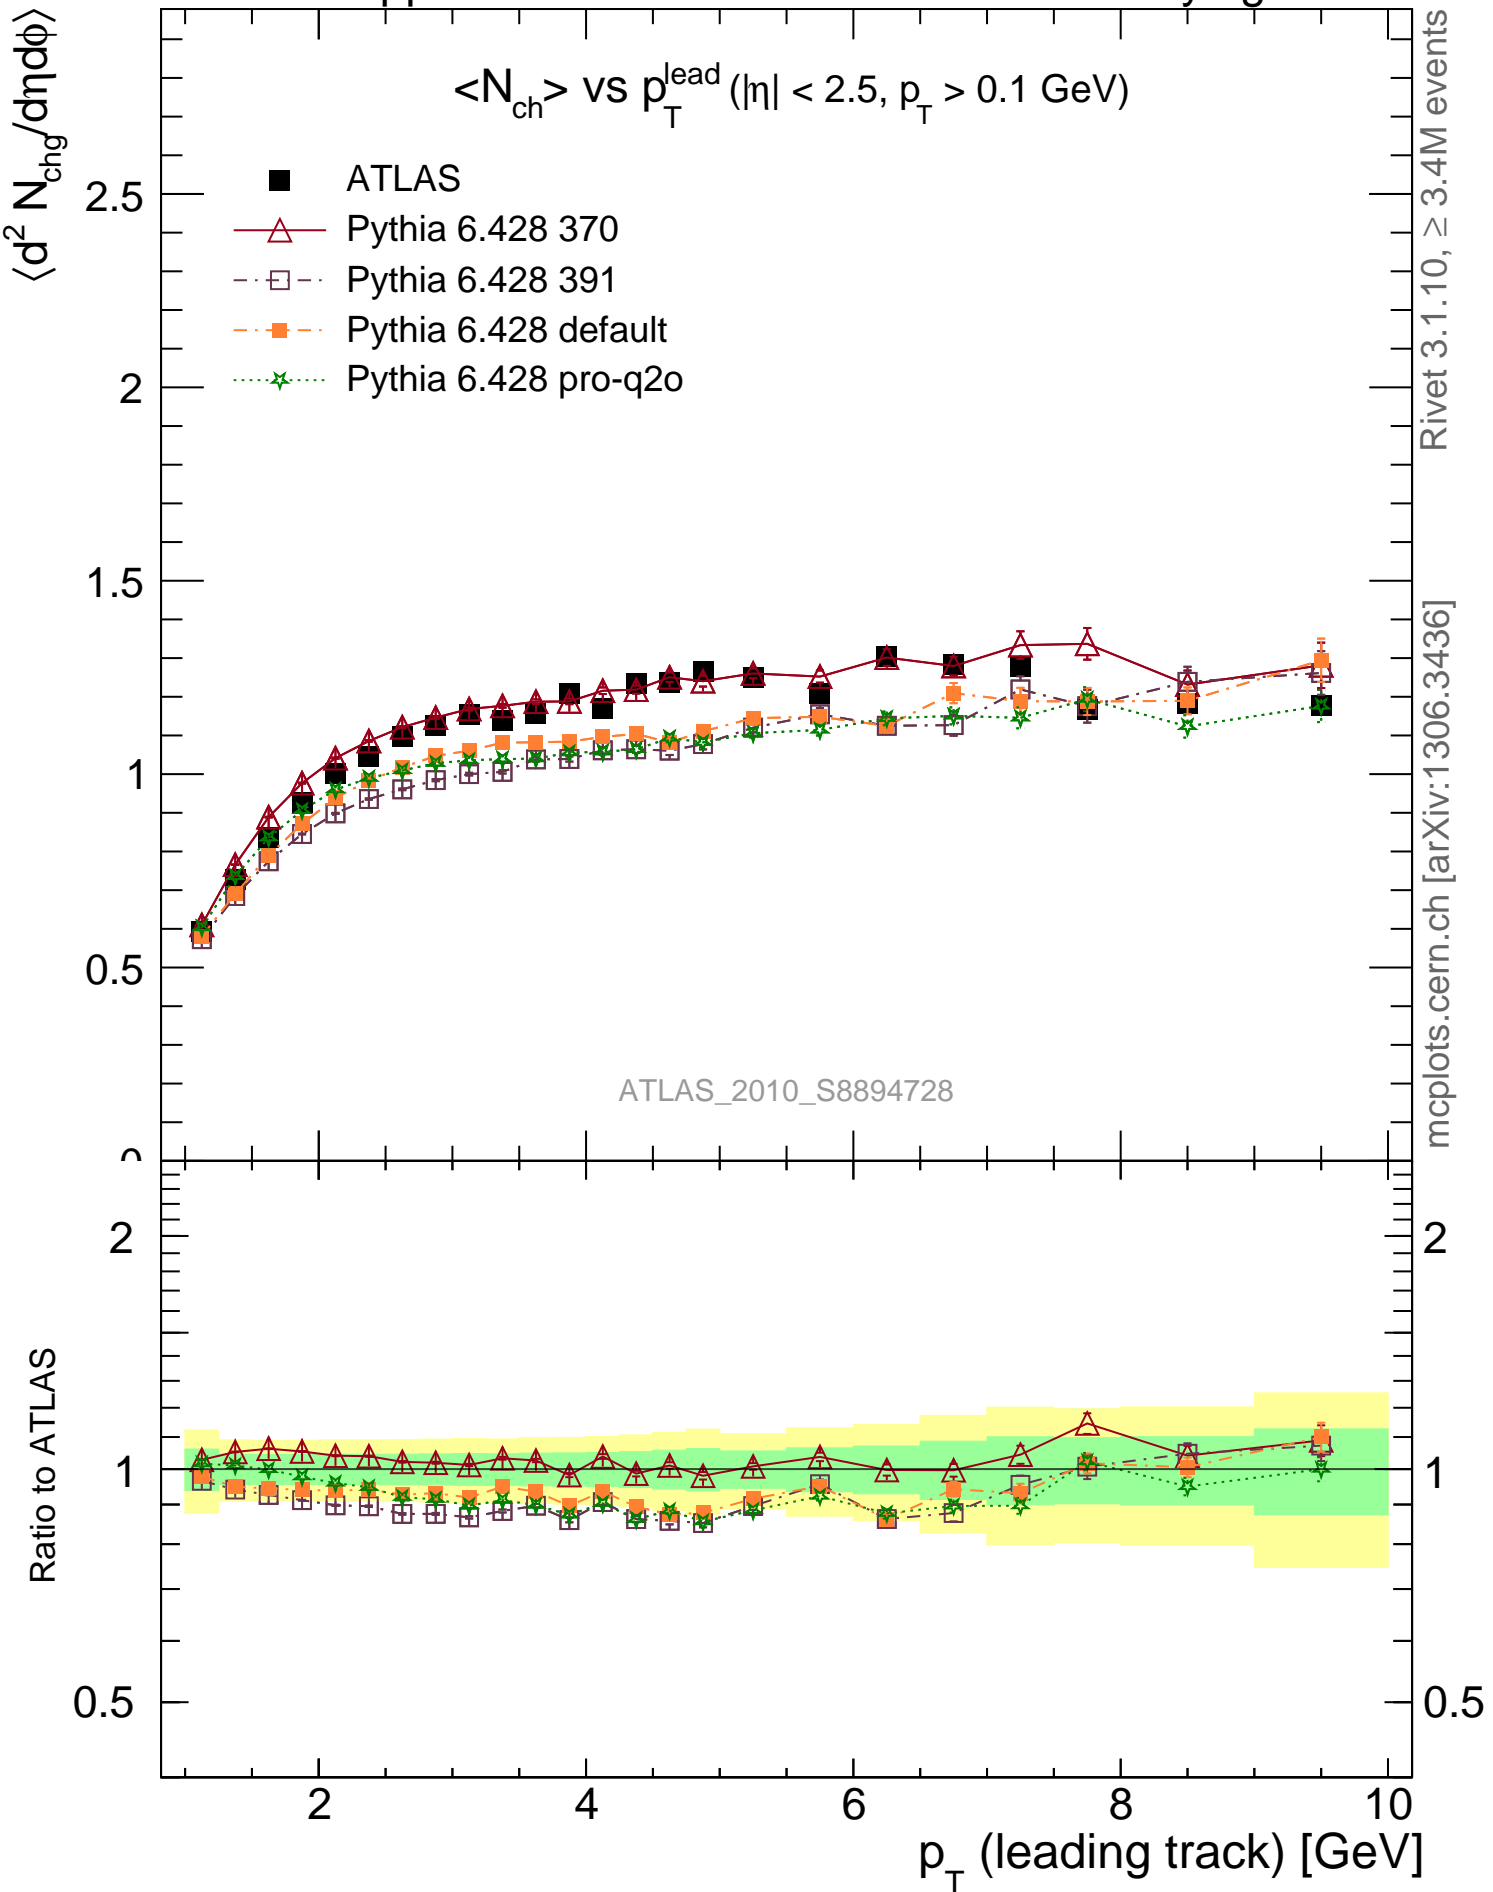 <N_ch> vs p_T^lead (|η| < 2.5, p_T > 0.1 GeV)
⟨d² N_chg/dηdϕ⟩
ATLAS
Pythia 6.428 370
Pythia 6.428 391
Pythia 6.428 default
Pythia 6.428 pro-q2o
2.5
2
1.5
1
0.5
ATLAS_2010_S8894728
Rivet 3.1.10, ≥ 3.4M events
mcplots.cern.ch [arXiv:1306.3436]
Ratio to ATLAS
2
1
0.5
2
1
0.5
2 4 6 8 10
p_T (leading track) [GeV]